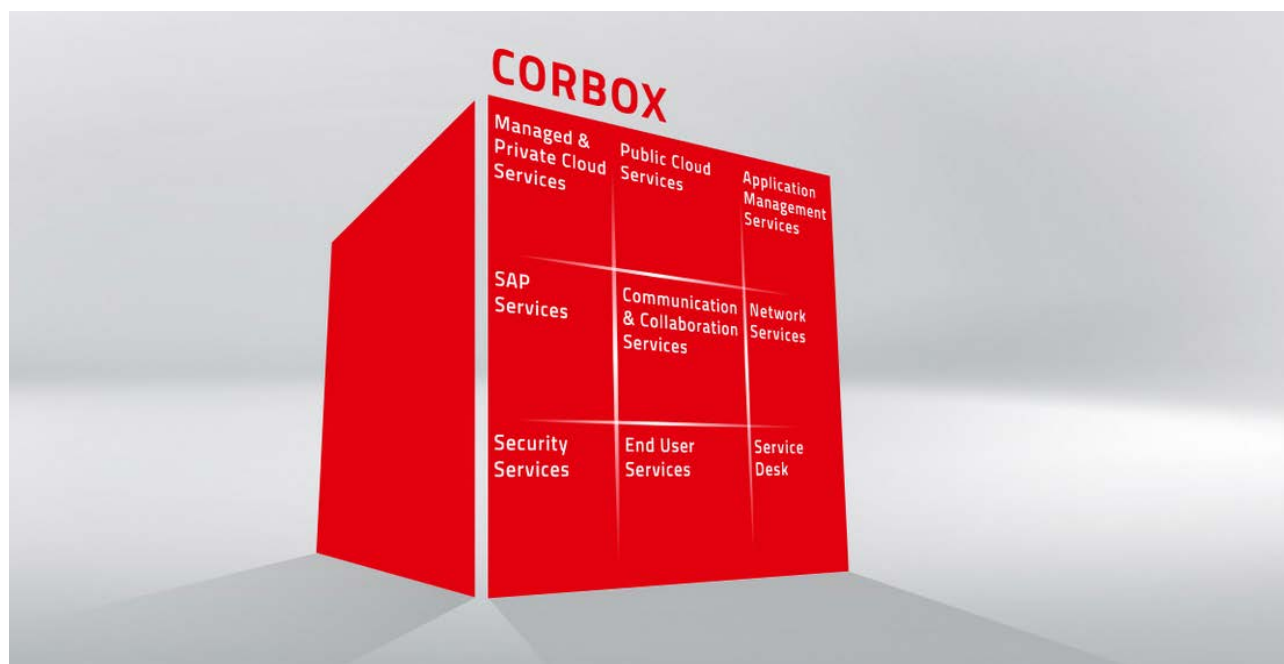 CORBOX
Managed &
Private Cloud
Services
Public Cloud
Services
Application
Management
Services
SAP
Services
Communication
& Collaboration
Services
Network
Services
Security
Services
End User
Services
Service
Desk